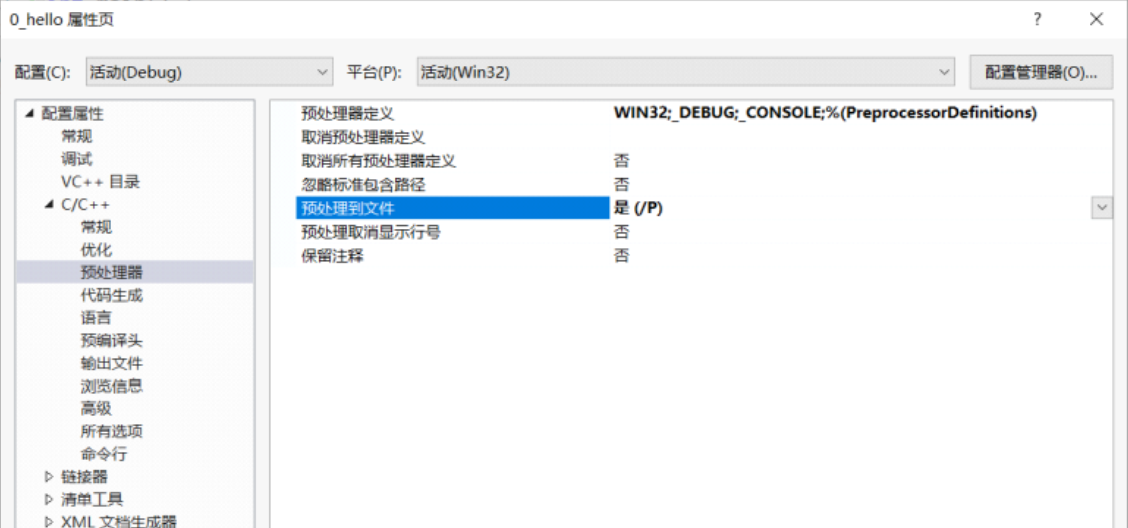 0_hello 属性页
?
配置(C): 活动(Debug) 平台(P): 活动(Win32) 配置管理器(O)...
配置属性
常规
调试
VC++ 目录
C/C++
常规
优化
预处理器
代码生成
语言
预编译头
输出文件
浏览信息
高级
所有选项
命令行
链接器
清单工具
XML 文档生成器
预处理器定义 WIN32;_DEBUG;_CONSOLE;%(PreprocessorDefinitions)
取消预处理器定义
取消所有预处理器定义 否
忽略标准包含路径 否
预处理到文件 是 (/P)
预处理取消显示行号 否
保留注释 否